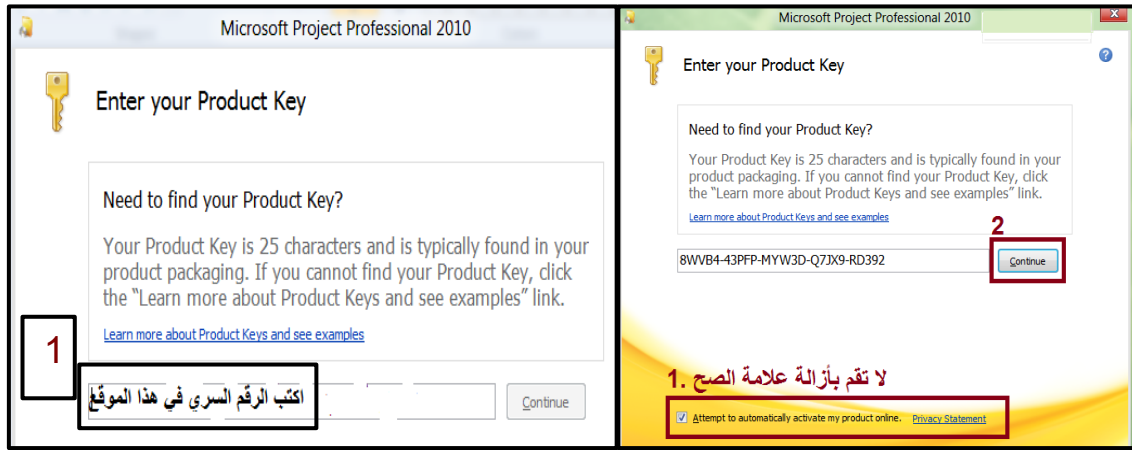 Microsoft Project Professional 2010
Enter your Product Key
Need to find your Product Key?
Your Product Key is 25 characters and is typically found in your
product packaging. If you cannot find your Product Key, click
the “Learn more about Product Keys and see examples” link.
Learn more about Product Keys and see examples
1
اكتب الرقم السري في هذا الموقع
Continue
Microsoft Project Professional 2010
Enter your Product Key
Need to find your Product Key?
Your Product Key is 25 characters and is typically found in your
product packaging. If you cannot find your Product Key, click
the “Learn more about Product Keys and see examples” link.
Learn more about Product Keys and see examples
2
8WVB4-43PFP-MYW3D-Q7JX9-RD392
Continue
1. لا تقم بأزالة علامة الصح
Attempt to automatically activate my product online. Privacy Statement